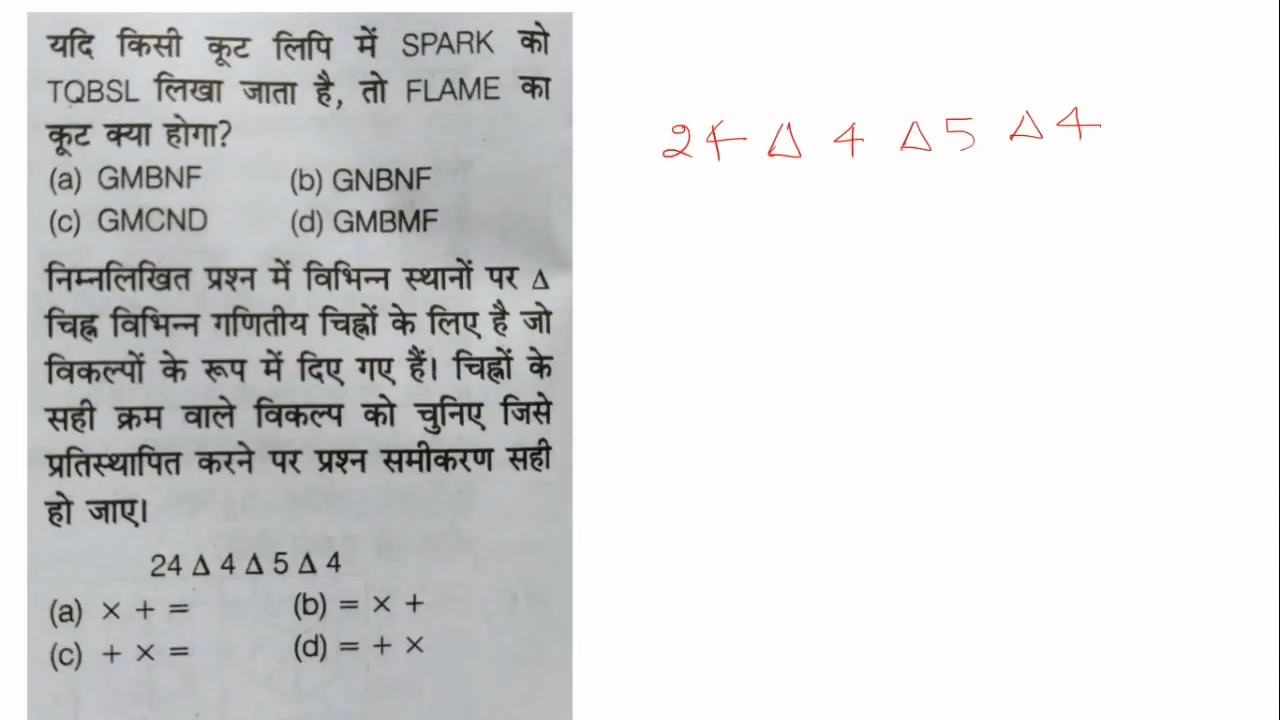 यदि किसी कूट लिपि में SPARK को
TQBSL लिखा जाता है, तो FLAME का
कूट क्या होगा?
(a) GMBNF (b) GNBNF
(c) GMCND (d) GMBMF
निम्नलिखित प्रश्न में विभिन्न स्थानों पर Δ
चिह्न विभिन्न गणितीय चिह्नों के लिए है जो
विकल्पों के रूप में दिए गए हैं। चिह्नों के
सही क्रम वाले विकल्प को चुनिए जिसे
प्रतिस्थापित करने पर प्रश्न समीकरण सही
हो जाए।
24 Δ 4 Δ 5 Δ 4
(a) × + = (b) = × +
(c) + × = (d) = + ×
24 Δ 4 Δ 5 Δ 4